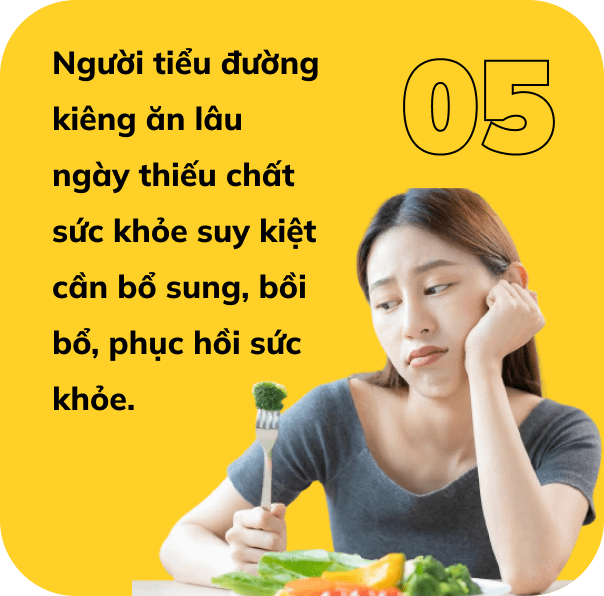 Người tiểu đường
kiêng ăn lâu
ngày thiếu chất
sức khỏe suy kiệt
cần bổ sung, bồi
bổ, phục hồi sức
khỏe.
05